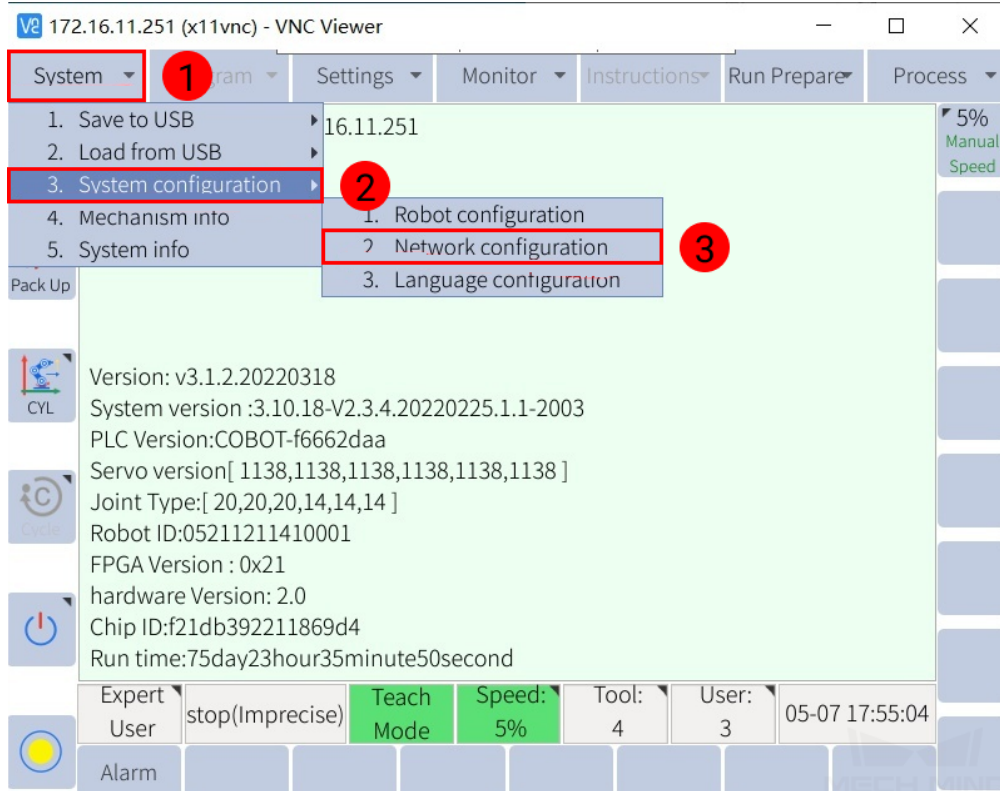 V2 172.16.11.251 (x11vnc) - VNC Viewer
System
1
gram
Settings
Monitor
Instructions
Run Prepare
Process
1. Save to USB
2. Load from USB
3. System configuration
4. Mechanism info
5. System info
16.11.251
2
1. Robot configuration
2. Network configuration
3. Language configuration
3
5%
Manual
Speed
Pack Up
CYL
Cycle
Version: v3.1.2.20220318
System version :3.10.18-V2.3.4.20220225.1.1-2003
PLC Version:COBOT-f6662daa
Servo version[ 1138,1138,1138,1138,1138,1138 ]
Joint Type:[ 20,20,20,14,14,14 ]
Robot ID:05211211410001
FPGA Version : 0x21
hardware Version: 2.0
Chip ID:f21db392211869d4
Run time:75day23hour35minute50second
Expert
User
stop(Imprecise)
Teach
Mode
Speed:
5%
Tool:
4
User:
3
05-07 17:55:04
Alarm
MECH MIND